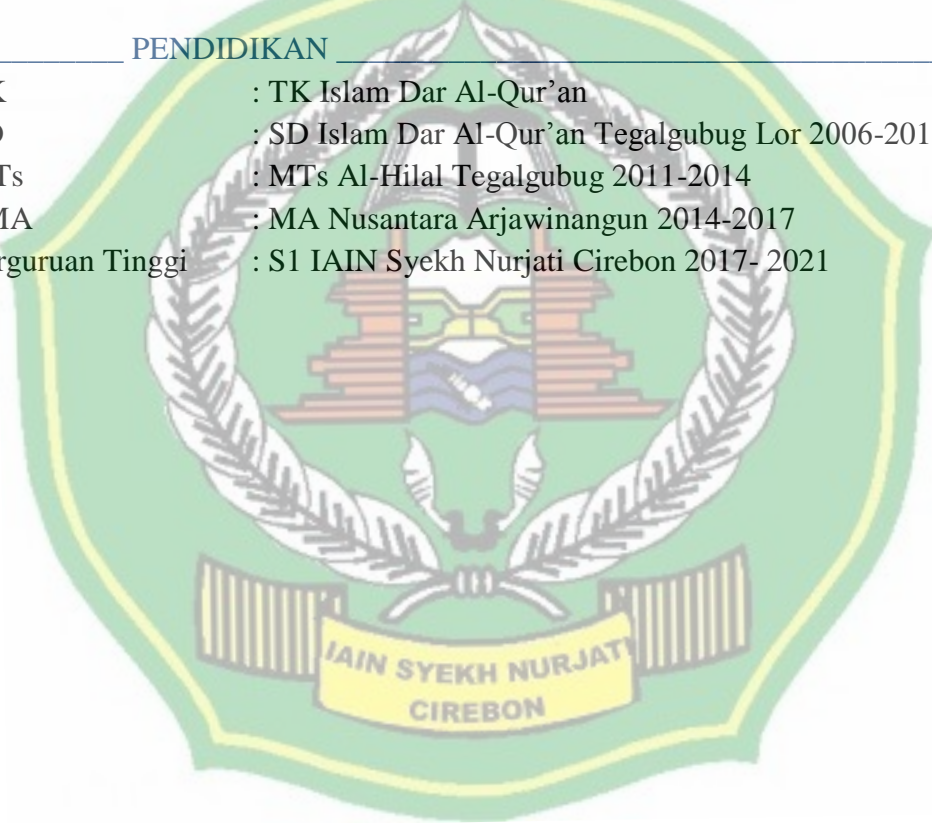 PENDIDIKAN
: TK Islam Dar Al-Qur’an
: SD Islam Dar Al-Qur’an Tegalgubug Lor 2006-201
Ts : MTs Al-Hilal Tegalgubug 2011-2014
MA : MA Nusantara Arjawinangun 2014-2017
rguruan Tinggi : S1 IAIN Syekh Nurjati Cirebon 2017- 2021
IAIN SYEKH NURJATI
CIREBON